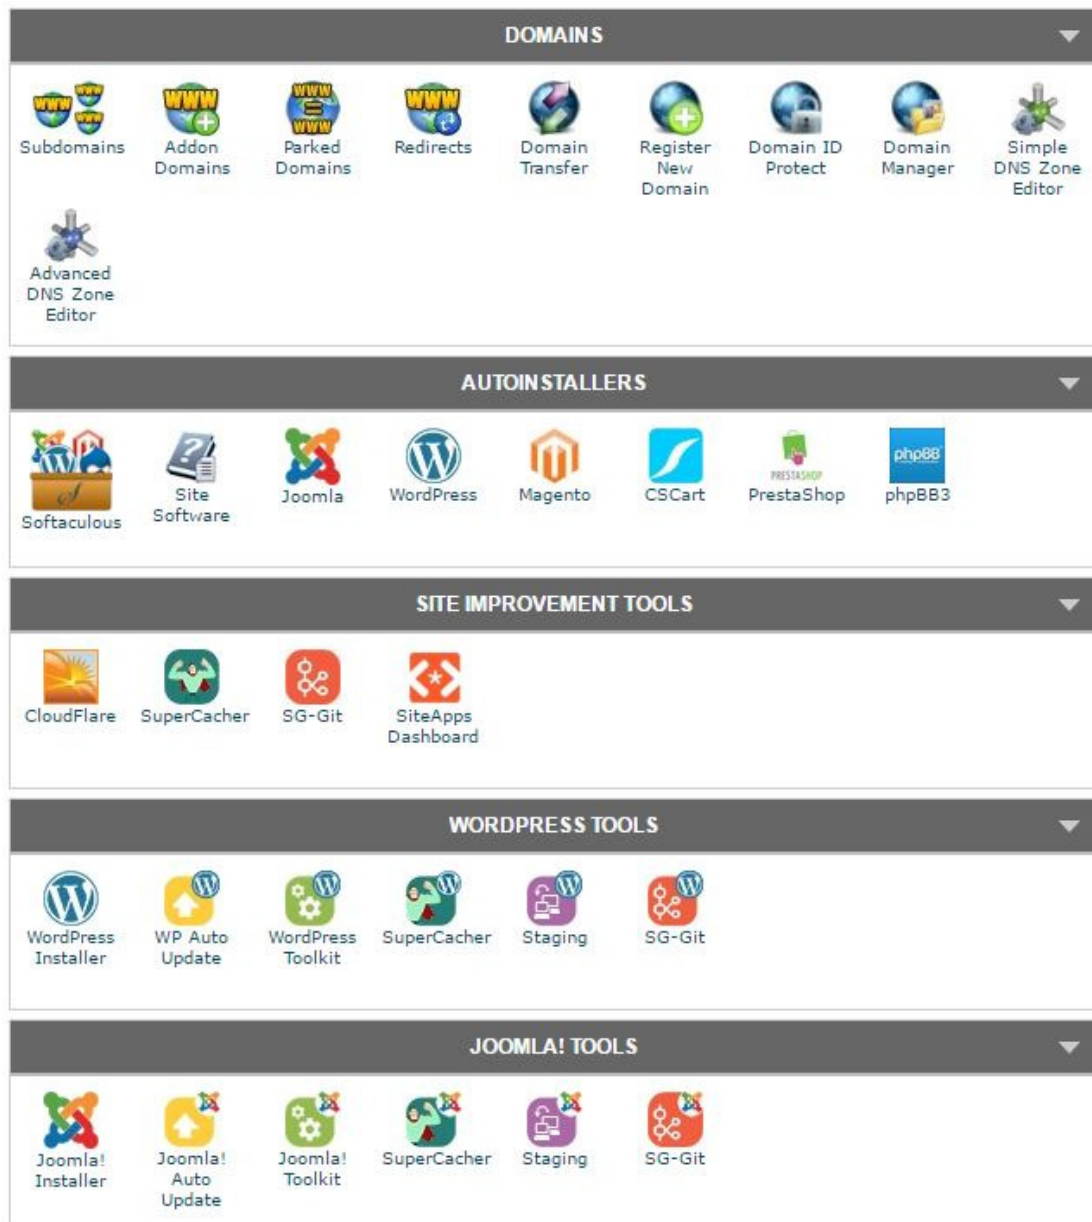 DOMAINS
Subdomains
Addon
Domains
Parked
Domains
Redirects
Domain
Transfer
Register
New
Domain
Domain ID
Protect
Domain
Manager
Simple
DNS Zone
Editor
Advanced
DNS Zone
Editor
AUTOINSTALLERS
Softaculous
Site
Software
Joomla
WordPress
Magento
CSCart
PRESTASHOP
PrestaShop
phpBB
phpBB3
SITE IMPROVEMENT TOOLS
CloudFlare
SuperCacher
SG-Git
SiteApps
Dashboard
WORDPRESS TOOLS
WordPress
Installer
WP Auto
Update
WordPress
Toolkit
SuperCacher
Staging
SG-Git
JOOMLA! TOOLS
Joomla!
Installer
Joomla!
Auto
Update
Joomla!
Toolkit
SuperCacher
Staging
SG-Git